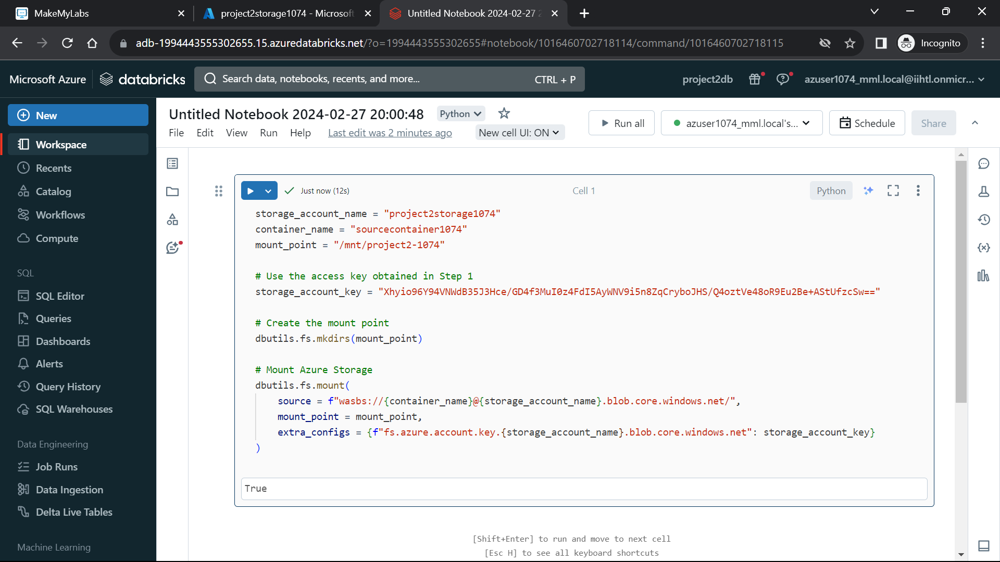 MakeMyLabs
project2storage1074 - Microsoft
Untitled Notebook 2024-02-27 2
adb-1994443555302655.15.azuredatabricks.net/?o=1994443555302655#notebook/1016460702718114/command/1016460702718115
Incognito
Microsoft Azure
databricks
Search data, notebooks, recents, and more...
CTRL + P
project2db
azuser1074_mml.local@iihtl.onmicr...
New
Workspace
Recents
Catalog
Workflows
Compute
SQL
SQL Editor
Queries
Dashboards
Alerts
Query History
SQL Warehouses
Data Engineering
Job Runs
Data Ingestion
Delta Live Tables
Machine Learning
Untitled Notebook 2024-02-27 20:00:48
Python
File Edit View Run Help
Last edit was 2 minutes ago
New cell UI: ON
Run all
azuser1074_mml.local's...
Schedule
Share
Just now (12s)
Cell 1
Python
storage_account_name = "project2storage1074"
container_name = "sourcecontainer1074"
mount_point = "/mnt/project2-1074"
# Use the access key obtained in Step 1
storage_account_key = "Xhyio96Y94VNWdB35J3Hce/GD4f3MuI0z4FdI5AyWNV9i5n8ZqCryboJHS/Q4oztVe48oR9Eu2Be+AStUfzcSw=="
# Create the mount point
dbutils.fs.mkdirs(mount_point)
# Mount Azure Storage
dbutils.fs.mount(
source = f"wasbs://{container_name}@{storage_account_name}.blob.core.windows.net/",
mount_point = mount_point,
extra_configs = {f"fs.azure.account.key.{storage_account_name}.blob.core.windows.net": storage_account_key}
)
True
[Shift+Enter] to run and move to next cell
[Esc H] to see all keyboard shortcuts